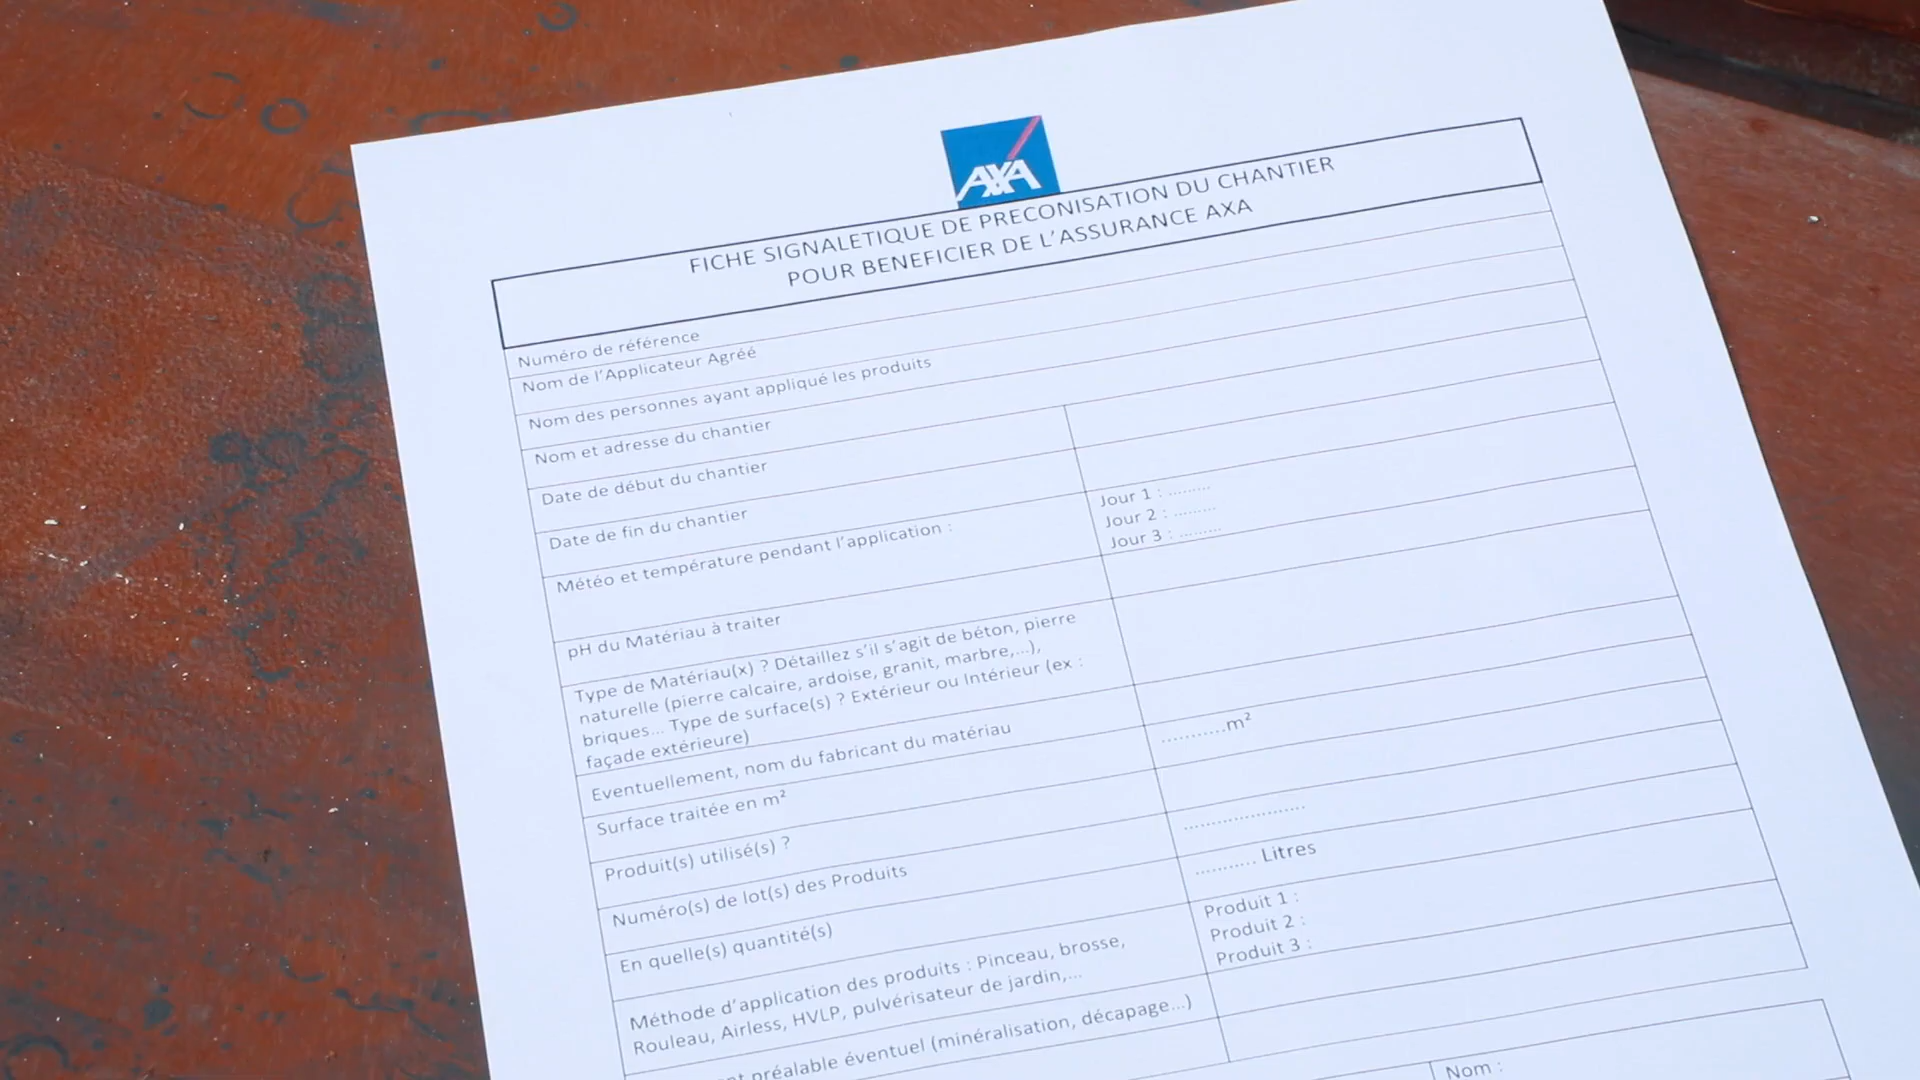 AXA
FICHE SIGNALETIQUE DE PRECONISATION DU CHANTIER
POUR BENEFICIER DE L'ASSURANCE AXA
Numéro de référence
Nom de l'Applicateur Agréé
Nom des personnes ayant appliqué les produits
Nom et adresse du chantier
Date de début du chantier
Date de fin du chantier
Météo et température pendant l'application :
Jour 1 : .........
Jour 2 : .........
Jour 3 : .........
pH du Matériau à traiter
Type de Matériau(x) ? Détaillez s'il s'agit de béton, pierre
naturelle (pierre calcaire, ardoise, granit, marbre,...),
briques... Type de surface(s) ? Extérieur ou Intérieur (ex :
façade extérieure)
Eventuellement, nom du fabricant du matériau
Surface traitée en m²
...........m²
Produit(s) utilisé(s) ?
Numéro(s) de lot(s) des Produits
.....................
En quelle(s) quantité(s)
........... Litres
Méthode d'application des produits : Pinceau, brosse,
Rouleau, Airless, HVLP, pulvérisateur de jardin,...
Produit 1 :
Produit 2 :
Produit 3 :
préalable éventuel (minéralisation, décapage...)
Nom :